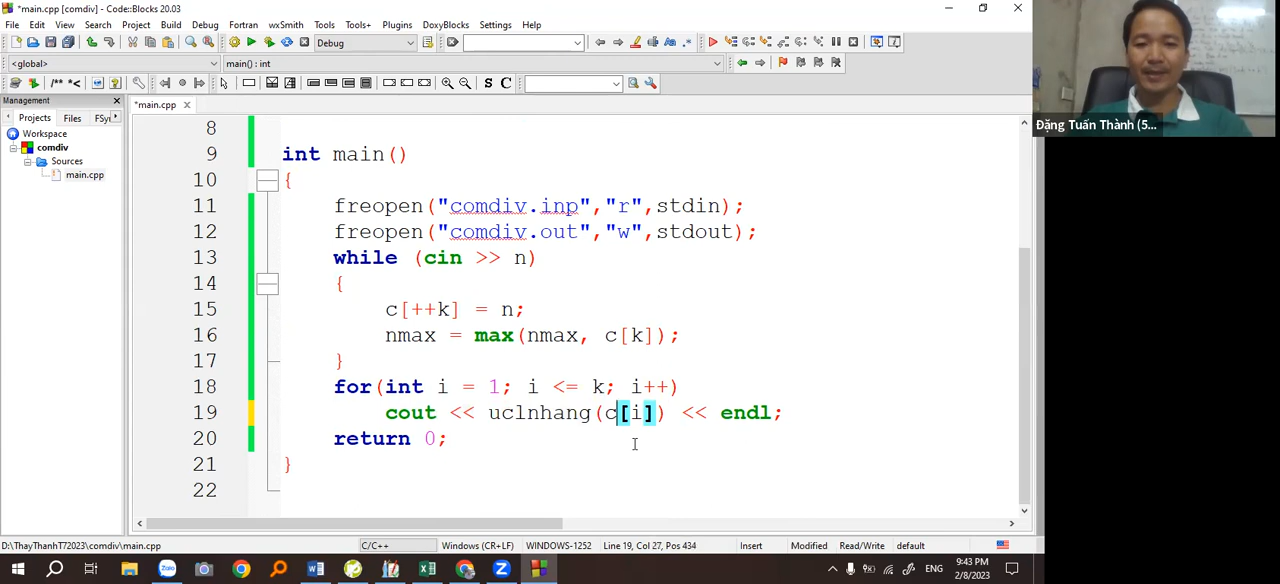 *main.cpp [comdiv] - Code::Blocks 20.03
File Edit View Search Project Build Debug Fortran wxSmith Tools Tools+ Plugins DoxyBlocks Settings Help
Debug
<global> main() : int
/** *< S C
Management
*main.cpp
Projects Files FSy
Workspace
comdiv
Sources
main.cpp
8
9 int main()
10 {
11 freopen("comdiv.inp","r",stdin);
12 freopen("comdiv.out","w",stdout);
13 while (cin >> n)
14 {
15 c[++k] = n;
16 nmax = max(nmax, c[k]);
17 }
18 for(int i = 1; i <= k; i++)
19 cout << uclnhang(c[i]) << endl;
20 return 0;
21 }
22
Đặng Tuấn Thành (5...
D:\ThayThanhT72023\comdiv\main.cpp C/C++ Windows (CR+LF) WINDOWS-1252 Line 19, Col 27, Pos 434 Insert Modified Read/Write default
Zalo
ENG
9:43 PM
2/8/2023